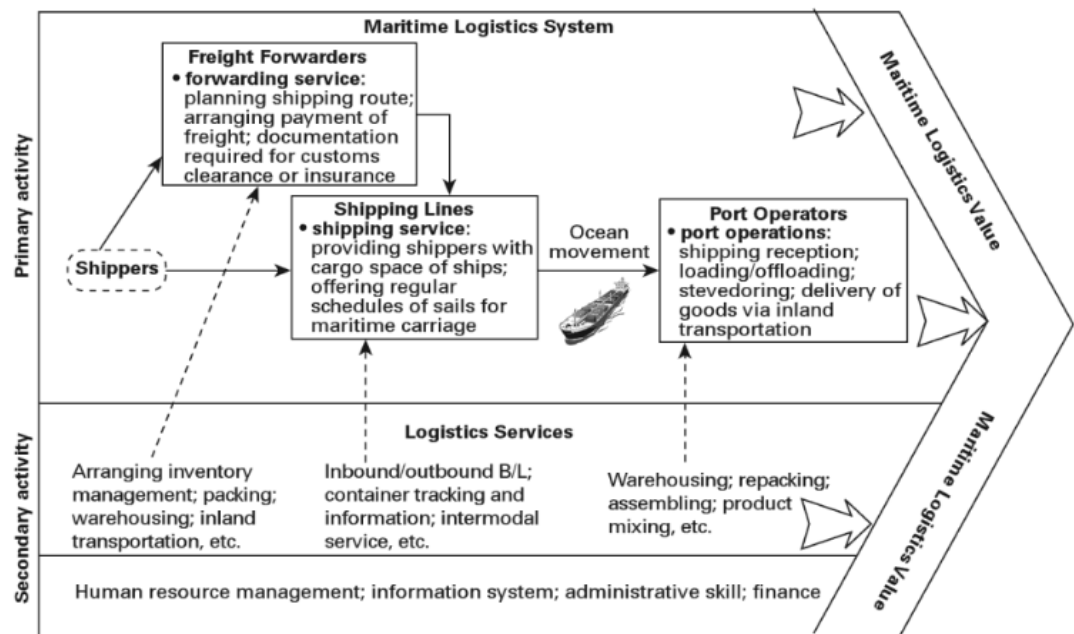 Maritime Logistics System
Primary activity
Freight Forwarders
• forwarding service:
planning shipping route;
arranging payment of
freight; documentation
required for customs
clearance or insurance
Shippers
Shipping Lines
• shipping service:
providing shippers with
cargo space of ships;
offering regular
schedules of sails for
maritime carriage
Ocean
movement
Port Operators
• port operations:
shipping reception;
loading/offloading;
stevedoring; delivery of
goods via inland
transportation
Maritime Logistics Value
Secondary activity
Logistics Services
Arranging inventory
management; packing;
warehousing; inland
transportation, etc.
Inbound/outbound B/L;
container tracking and
information; intermodal
service, etc.
Warehousing; repacking;
assembling; product
mixing, etc.
Maritime Logistics Value
Human resource management; information system; administrative skill; finance